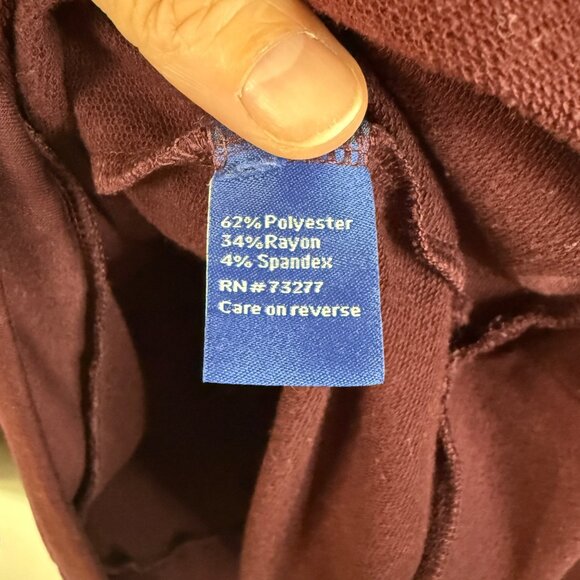 62% Polyester
34% Rayon
4% Spandex
RN#73277
Care on reverse